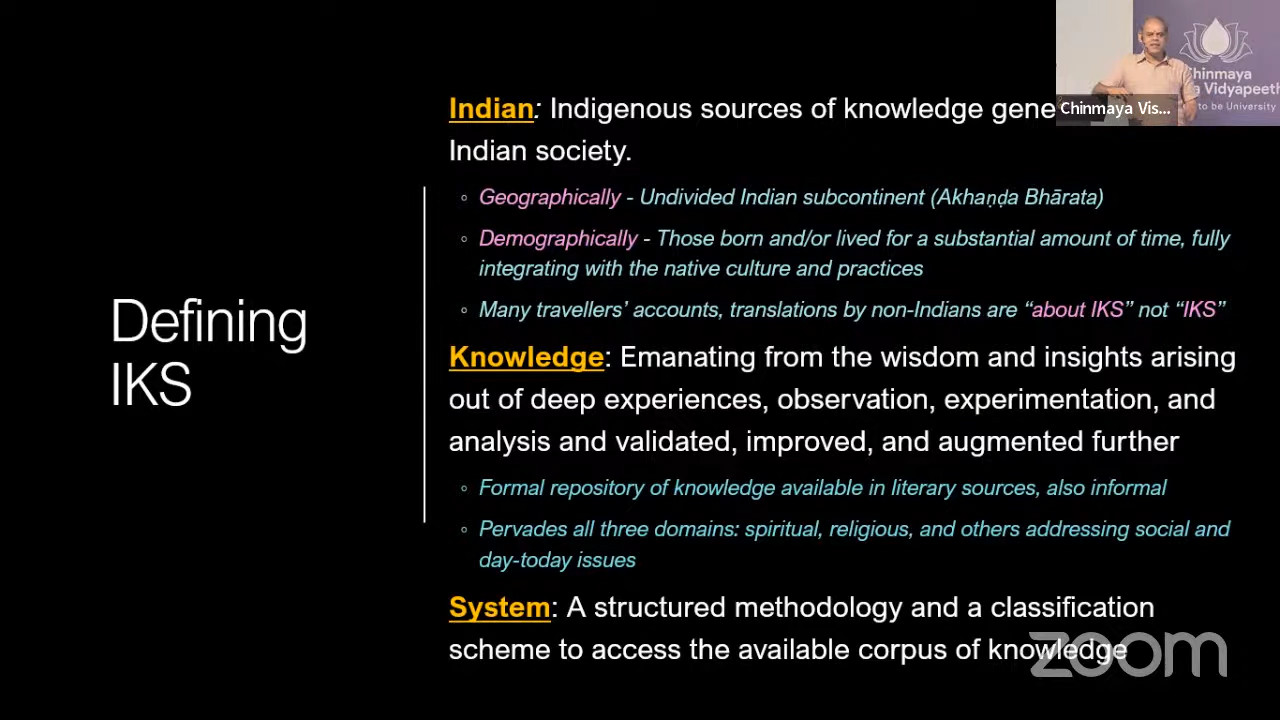 Defining
IKS
Indian: Indigenous sources of knowledge
Indian society.
◦ Geographically - Undivided Indian subcontinent (Akhaṇḍa Bhārata)
◦ Demographically - Those born and/or lived for a substantial amount of time, fully
integrating with the native culture and practices
◦ Many travellers’ accounts, translations by non-Indians are “about IKS” not “IKS”
Knowledge: Emanating from the wisdom and insights arising
out of deep experiences, observation, experimentation, and
analysis and validated, improved, and augmented further
◦ Formal repository of knowledge available in literary sources, also informal
◦ Pervades all three domains: spiritual, religious, and others addressing social and
day-today issues
System: A structured methodology and a classification
scheme to access the available corpus of knowledge
Vidyapeeth
to be University
Chinmaya Vis...
zoom